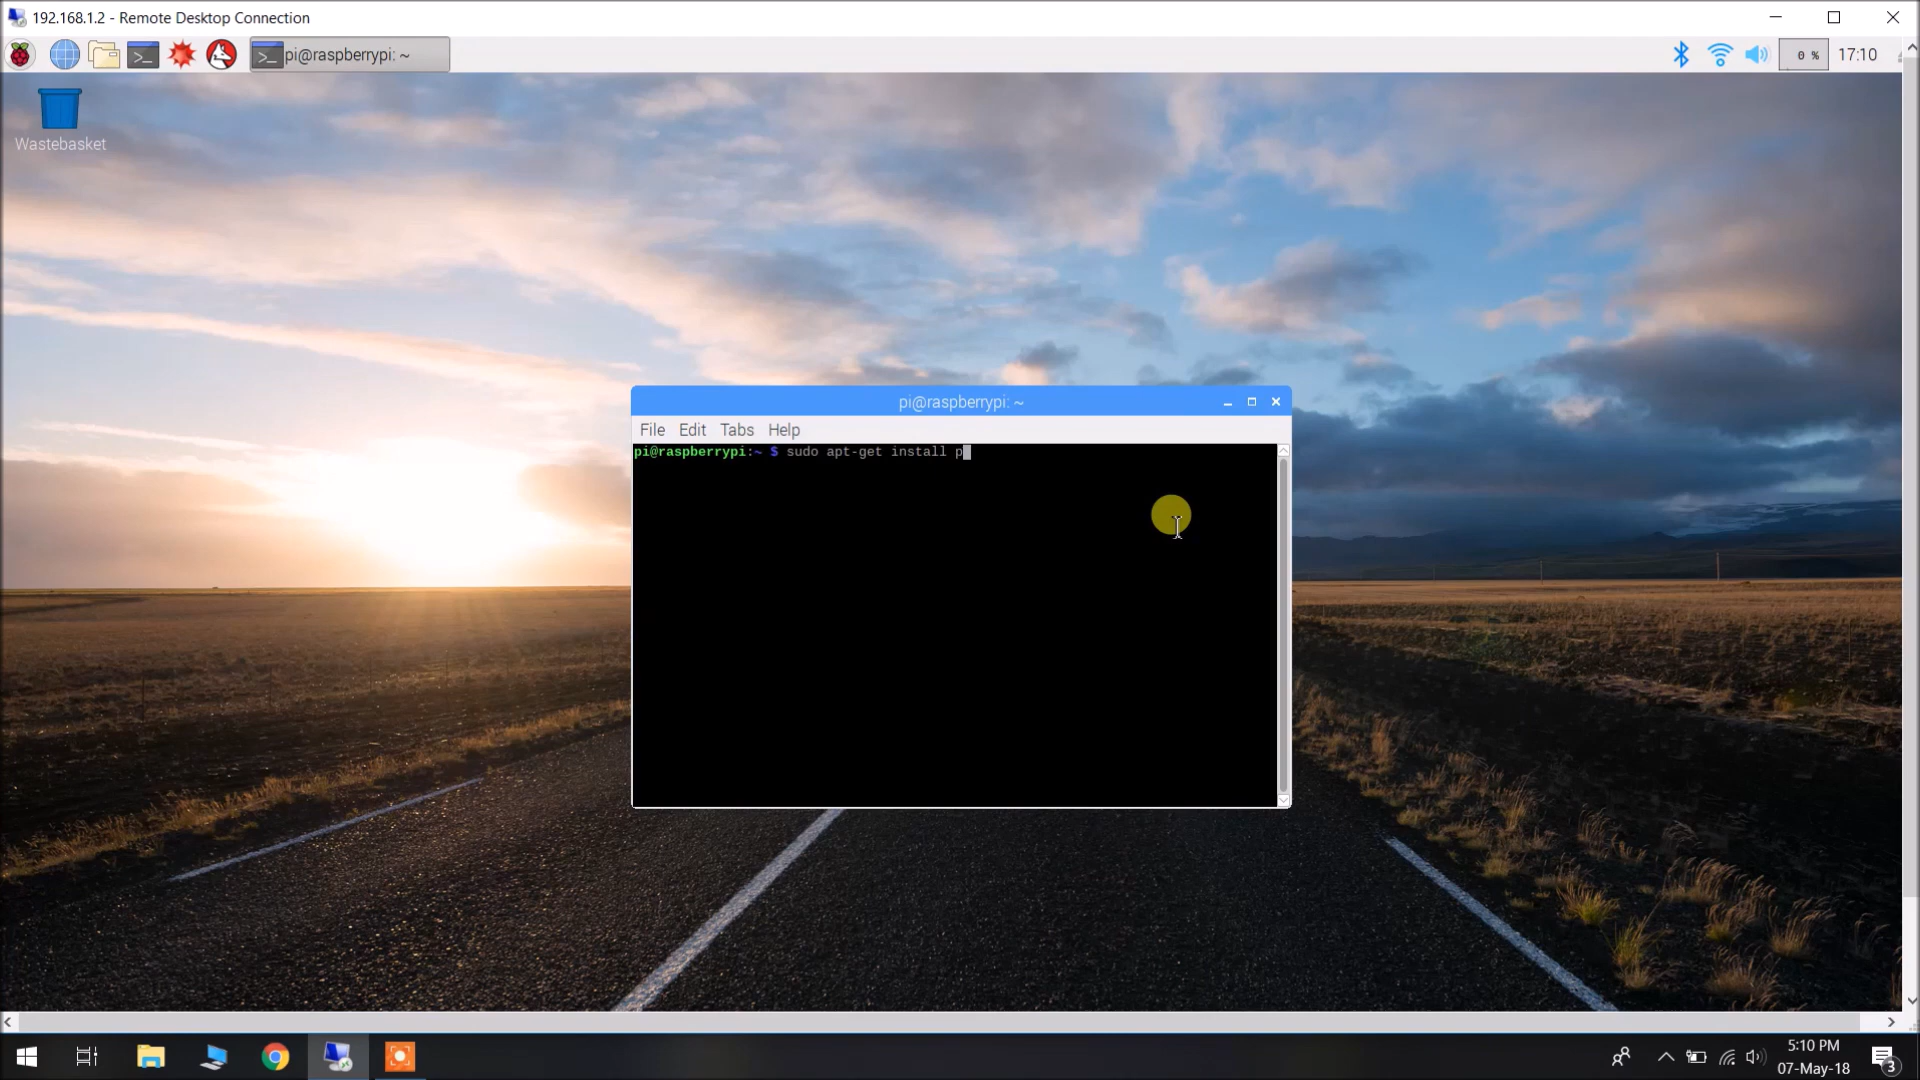 192.168.1.2 - Remote Desktop Connection
pi@raspberrypi: ~
0 %
17:10
Wastebasket
pi@raspberrypi: ~
File Edit Tabs Help
pi@raspberrypi:~ $ sudo apt-get install p
5:10 PM
07-May-18
3